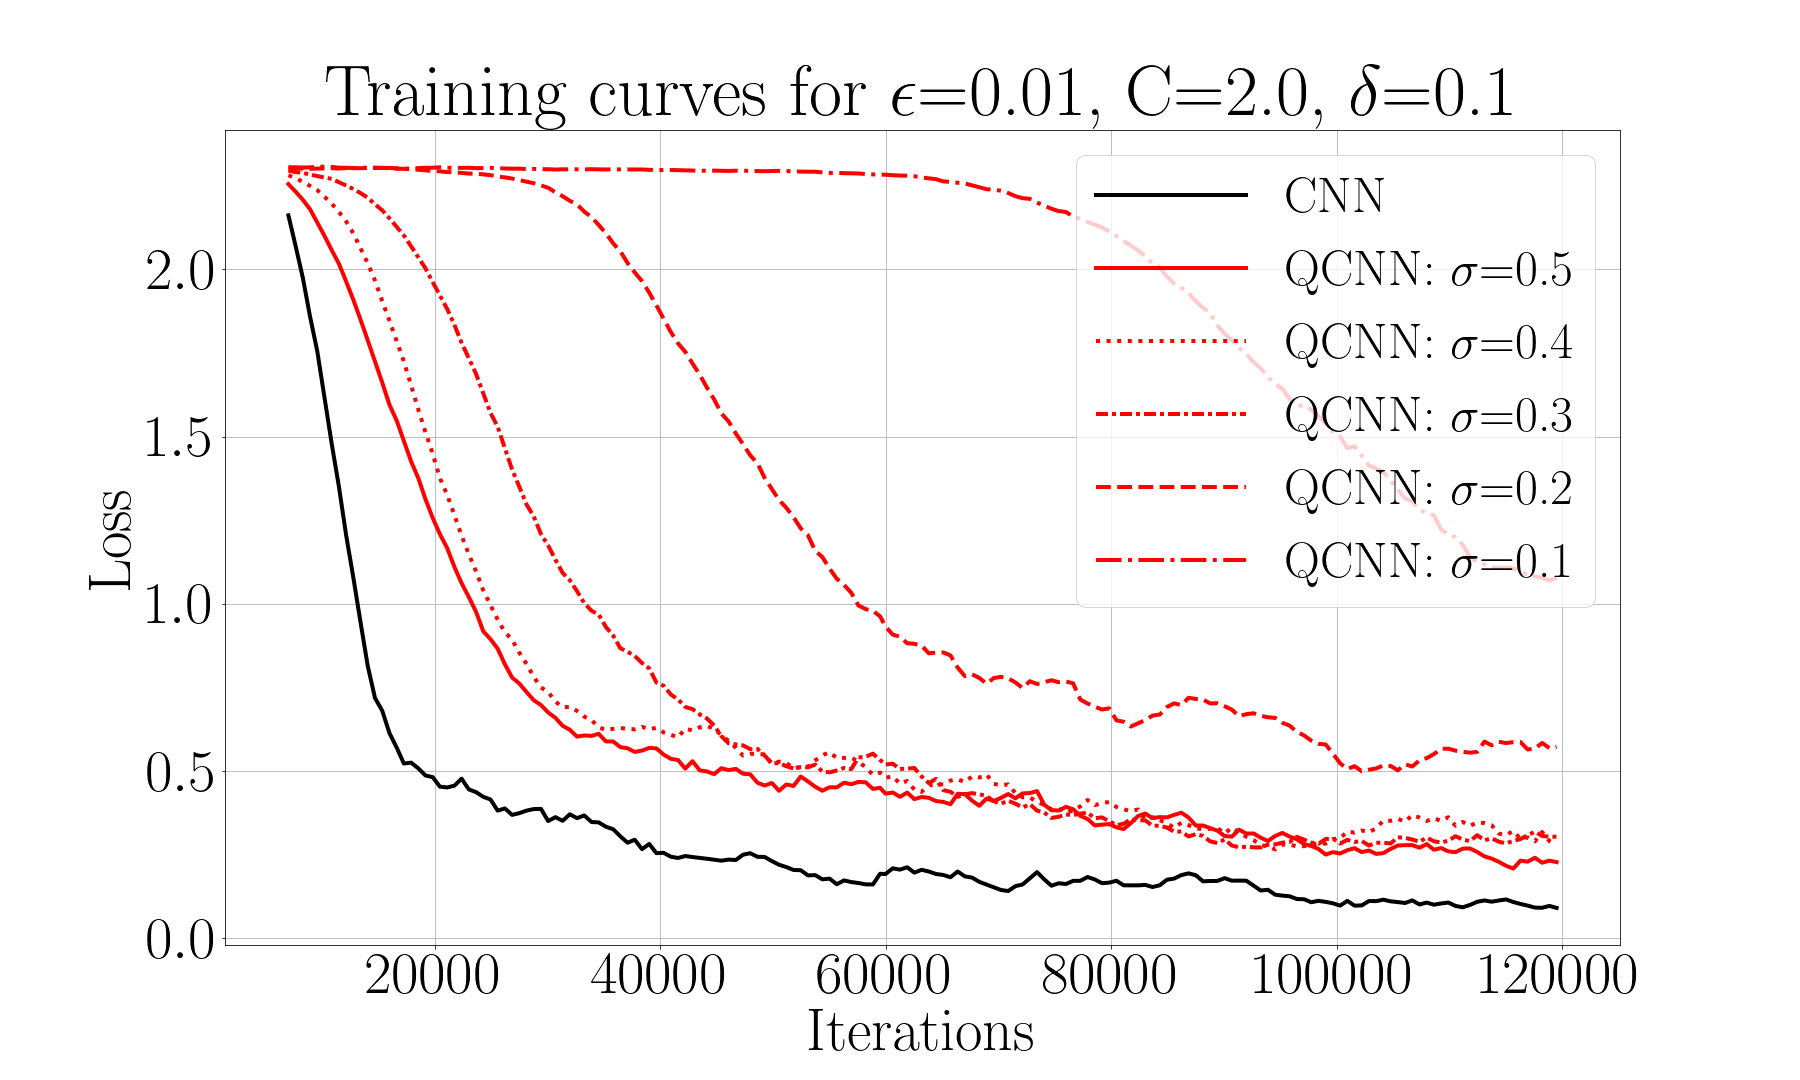 Training curves for ϵ=0.01, C=2.0, δ=0.1
Loss
2.0
1.5
1.0
0.5
0.0
CNN
QCNN: σ=0.5
QCNN: σ=0.4
QCNN: σ=0.3
QCNN: σ=0.2
QCNN: σ=0.1
20000 40000 60000 80000 100000 120000
Iterations